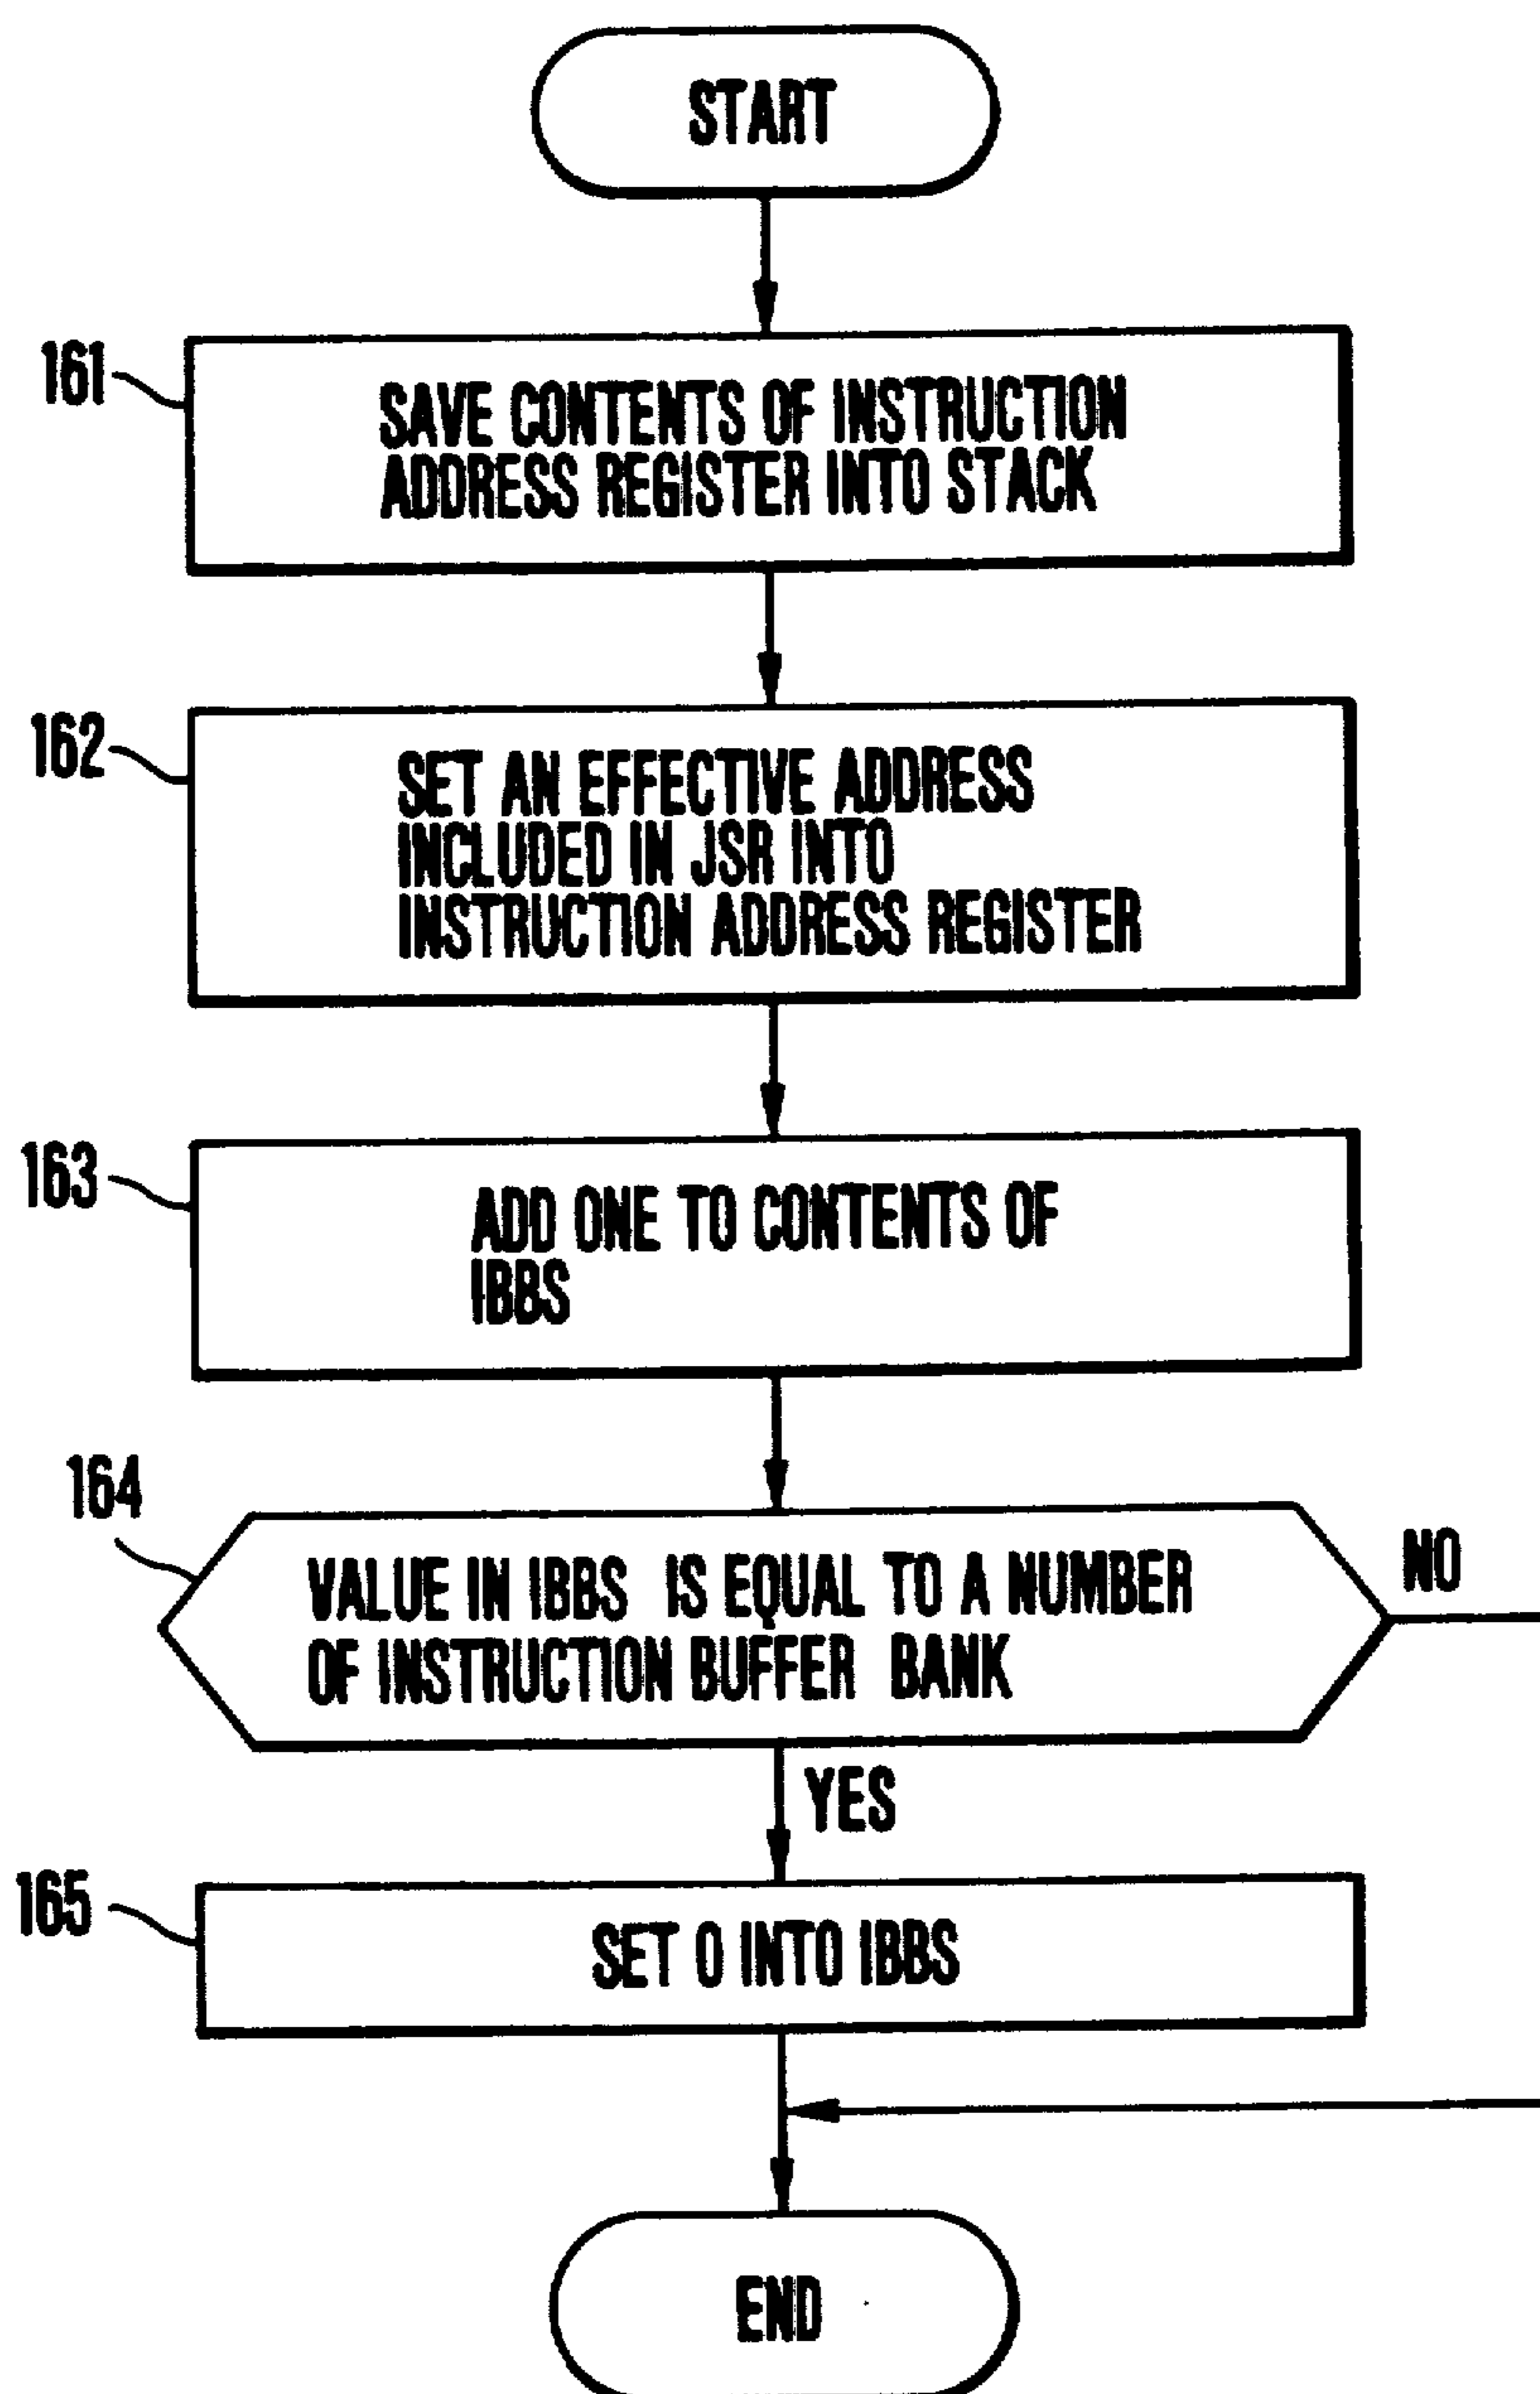 START
161
SAVE CONTENTS OF INSTRUCTION
ADDRESS REGISTER INTO STACK
162
SET AN EFFECTIVE ADDRESS
INCLUDED IN JSR INTO
INSTRUCTION ADDRESS REGISTER
163
ADD ONE TO CONTENTS OF
IBBS
164
VALUE IN IBBS IS EQUAL TO A NUMBER
OF INSTRUCTION BUFFER BANK
NO
YES
165
SET 0 INTO IBBS
END